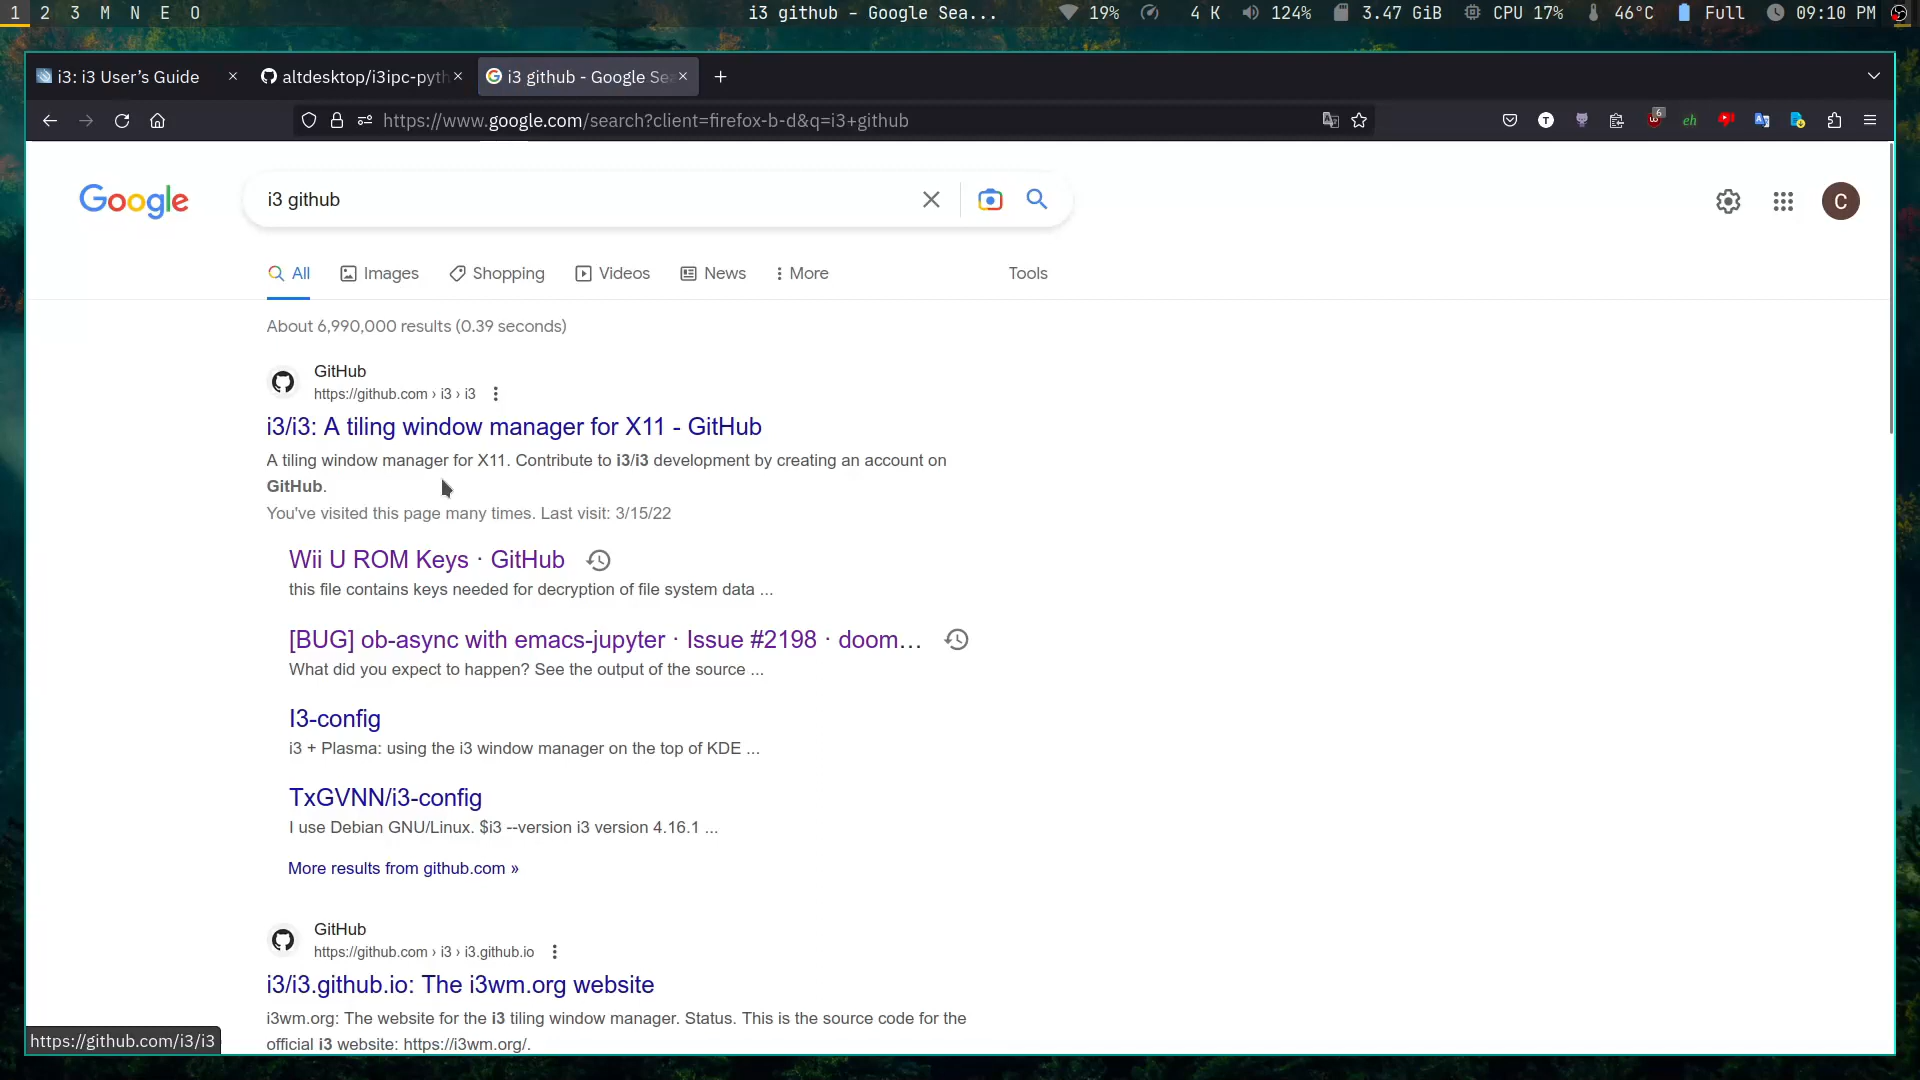 1 2 3 M N E O
i3 github - Google Sea...
19% 4 K 124% 3.47 GiB CPU 17% 46°C Full 09:10 PM
i3: i3 User’s Guide
altdesktop/i3ipc-pyth
i3 github - Google Sea
https://www.google.com/search?client=firefox-b-d&q=i3+github
6
T
eh
Google
i3 github
C
All
Images
Shopping
Videos
News
More
Tools
About 6,990,000 results (0.39 seconds)
GitHub
https://github.com › i3 › i3
i3/i3: A tiling window manager for X11 - GitHub
A tiling window manager for X11. Contribute to i3/i3 development by creating an account on
GitHub.
You've visited this page many times. Last visit: 3/15/22
Wii U ROM Keys · GitHub
this file contains keys needed for decryption of file system data ...
[BUG] ob-async with emacs-jupyter · Issue #2198 · doom...
What did you expect to happen? See the output of the source ...
I3-config
i3 + Plasma: using the i3 window manager on the top of KDE ...
TxGVNN/i3-config
I use Debian GNU/Linux. $i3 --version i3 version 4.16.1 ...
More results from github.com »
GitHub
https://github.com › i3 › i3.github.io
i3/i3.github.io: The i3wm.org website
i3wm.org: The website for the i3 tiling window manager. Status. This is the source code for the
official i3 website: https://i3wm.org/.
https://github.com/i3/i3